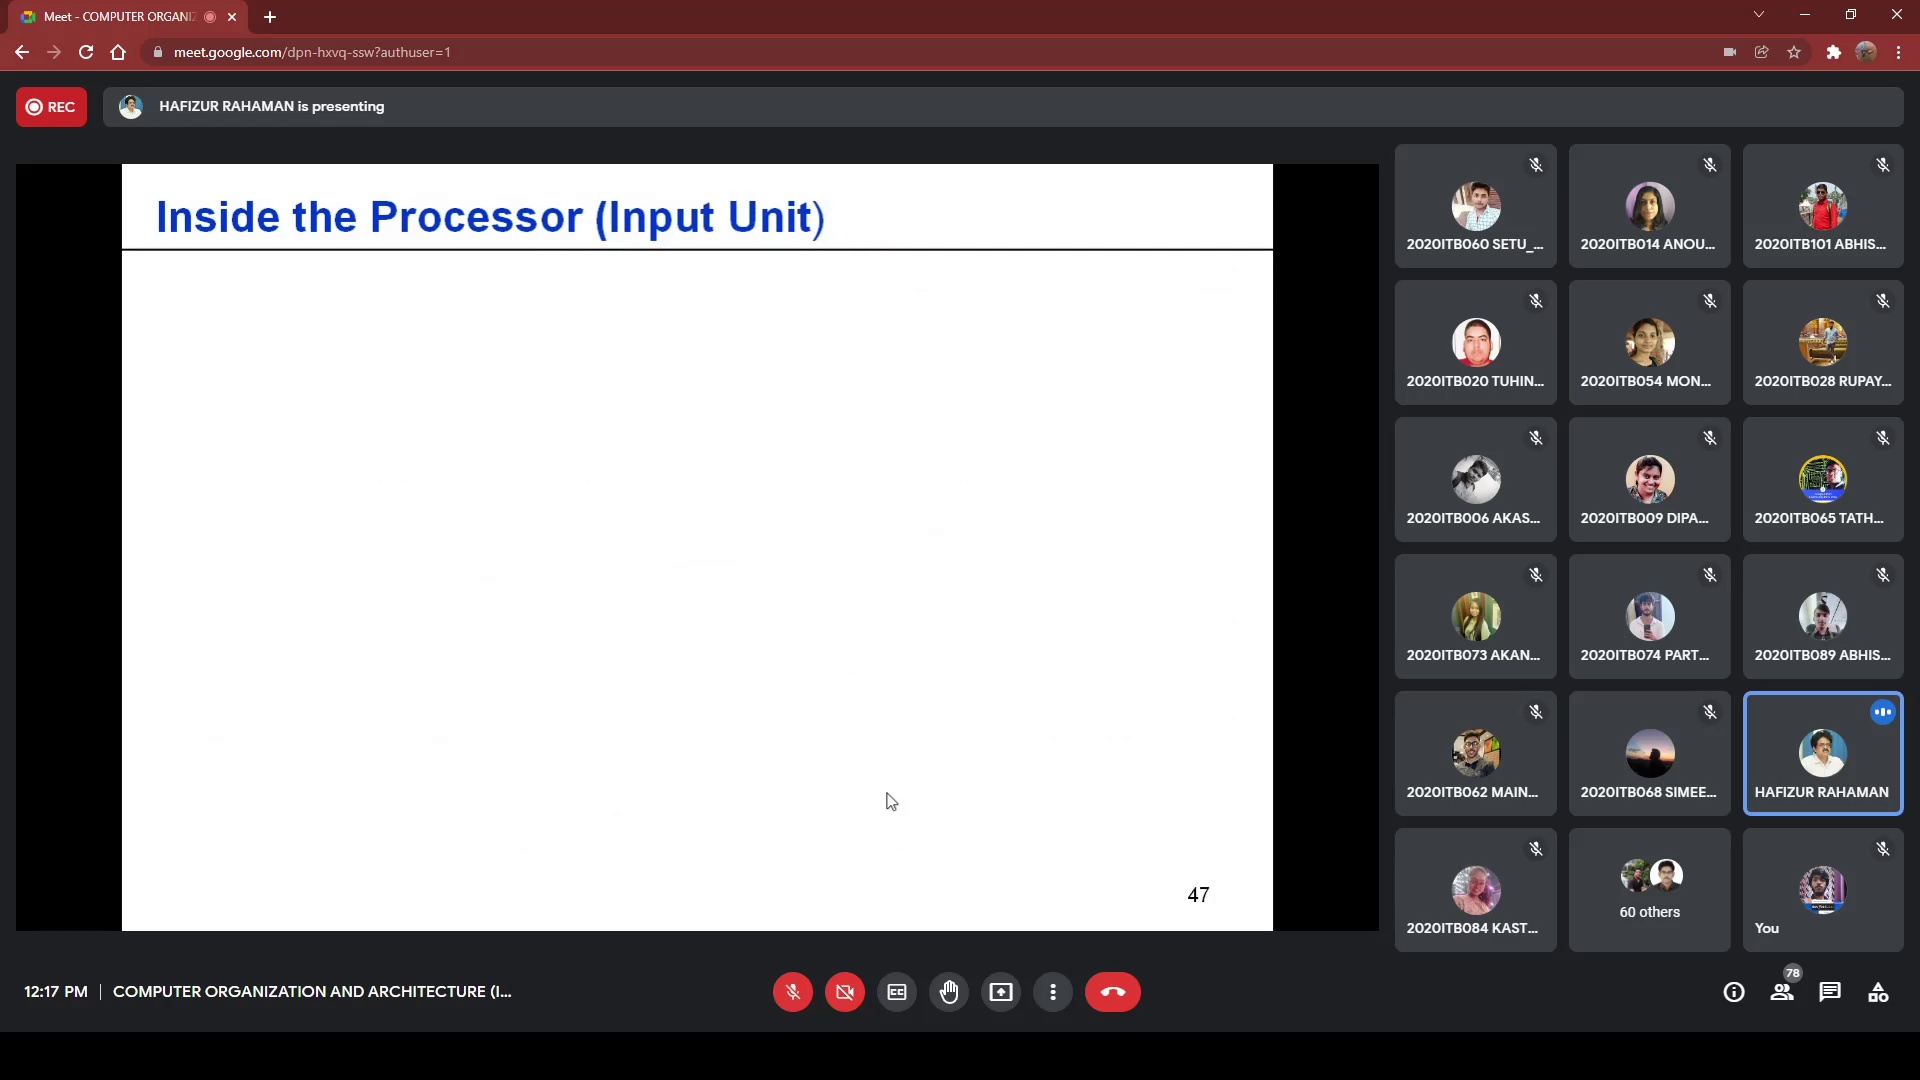 Meet - COMPUTER ORGANIZ
meet.google.com/dpn-hxvq-ssw?authuser=1
REC
HAFIZUR RAHAMAN is presenting
Inside the Processor (Input Unit)
47
2020ITB060 SETU_...
2020ITB014 ANOU...
2020ITB101 ABHIS...
2020ITB020 TUHIN...
2020ITB054 MON...
2020ITB028 RUPAY...
2020ITB006 AKAS...
2020ITB009 DIPA...
2020ITB065 TATH...
2020ITB073 AKAN...
2020ITB074 PART...
2020ITB089 ABHIS...
2020ITB062 MAIN...
2020ITB068 SIMEE...
HAFIZUR RAHAMAN
2020ITB084 KAST...
60 others
You
12:17 PM | COMPUTER ORGANIZATION AND ARCHITECTURE (I...
78